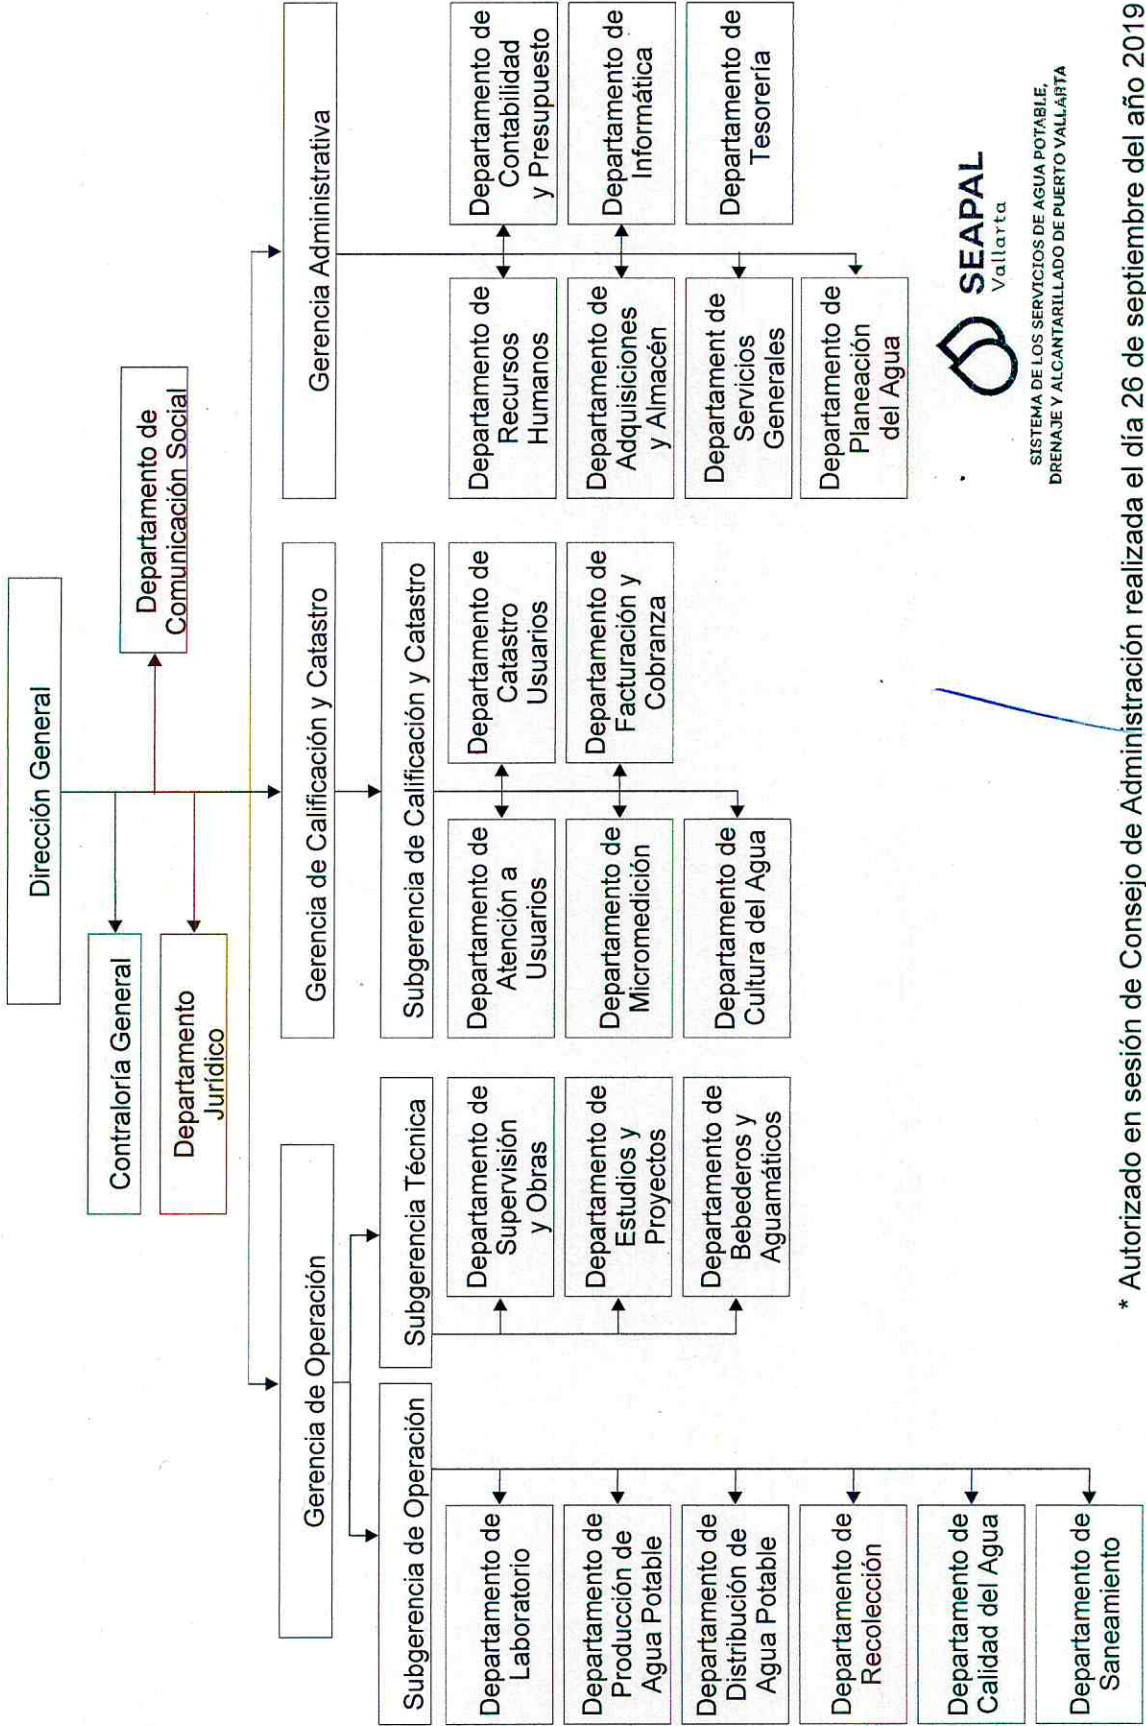 Dirección General
Contraloría General
Departamento de
Comunicación Social
Departamento
Jurídico
Gerencia de Operación
Gerencia de Calificación y Catastro
Gerencia Administrativa
Subgerencia de Operación
Subgerencia Técnica
Subgerencia de Calificación y Catastro
Departamento de
Laboratorio
Departamento de
Producción de
Agua Potable
Departamento de
Distribución de
Agua Potable
Departamento de
Recolección
Departamento de
Calidad del Agua
Departamento de
Saneamiento
Departamento de
Supervisión
y Obras
Departamento de
Estudios y
Proyectos
Departamento de
Bebederos y
Aguamáticos
Departamento de
Atención a
Usuarios
Departamento de
Catastro
Usuarios
Departamento de
Micromedición
Departamento de
Facturación y
Cobranza
Departamento de
Cultura del Agua
Departamento de
Recursos
Humanos
Departamento de
Contabilidad
y Presupuesto
Departamento de
Adquisiciones
y Almacén
Departamento de
Informática
Departament de
Servicios
Generales
Departamento de
Tesorería
Departamento de
Planeación
del Agua
SEAPAL
Vallarta
SISTEMA DE LOS SERVICIOS DE AGUA POTABLE,
DRENAJE Y ALCANTARILLADO DE PUERTO VALLARTA
* Autorizado en sesión de Consejo de Administración realizada el día 26 de septiembre del año 2019